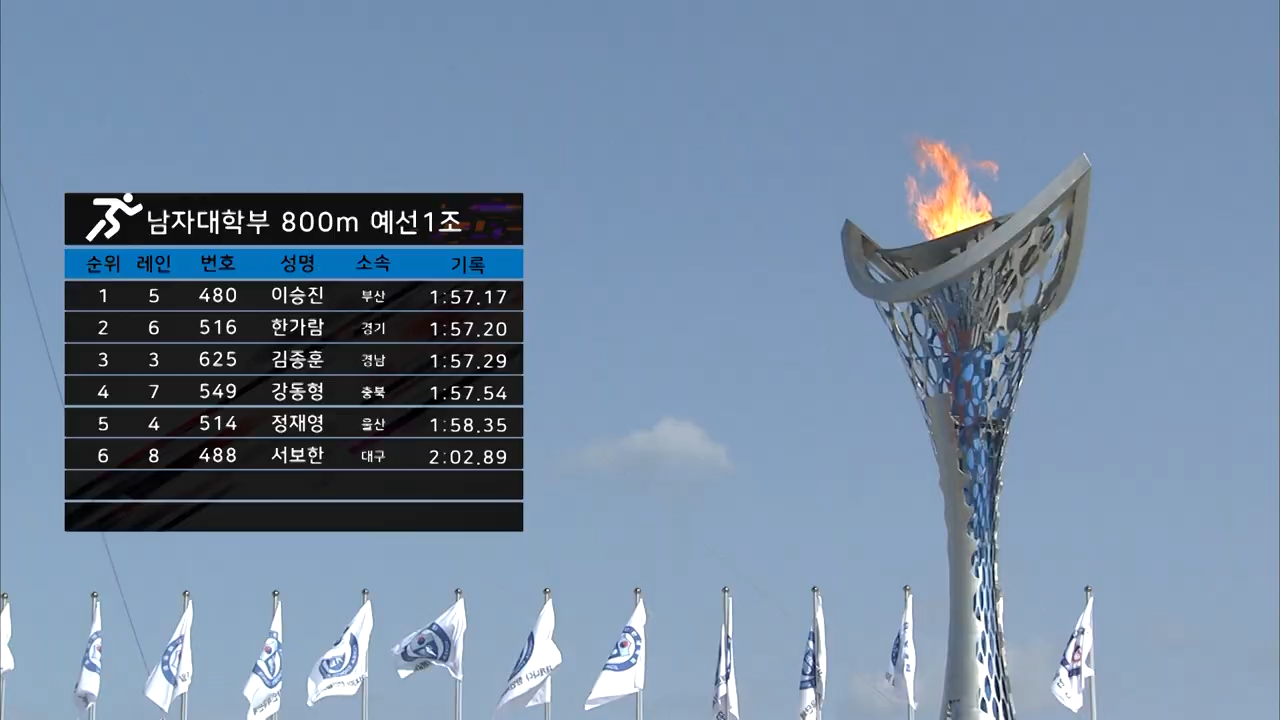 남자대학부 800m 예선1조
순위 레인 번호 성명 소속 기록
1 5 480 이승진 부산 1:57.17
2 6 516 한가람 경기 1:57.20
3 3 625 김종훈 경남 1:57.29
4 7 549 강동형 충북 1:57.54
5 4 514 정재영 울산 1:58.35
6 8 488 서보한 대구 2:02.89